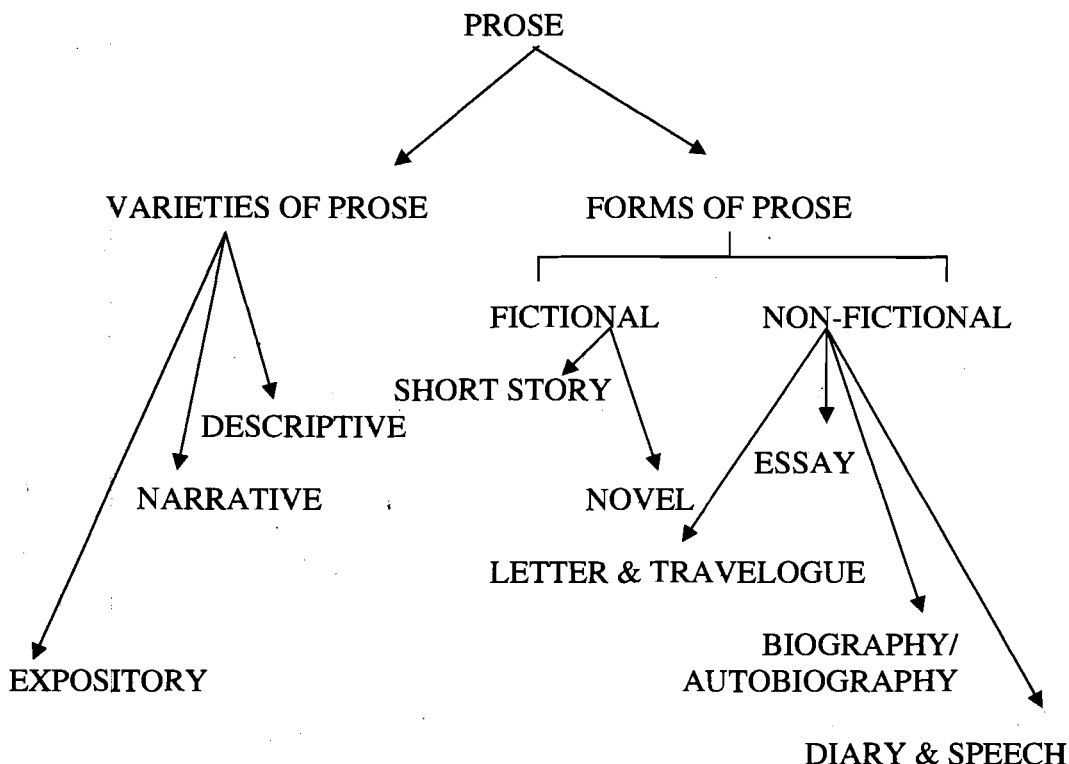 PROSE
VARIETIES OF PROSE
FORMS OF PROSE
FICTIONAL
NON-FICTIONAL
SHORT STORY
DESCRIPTIVE
ESSAY
NARRATIVE
NOVEL
LETTER & TRAVELOGUE
BIOGRAPHY/
AUTOBIOGRAPHY
EXPOSITORY
DIARY & SPEECH